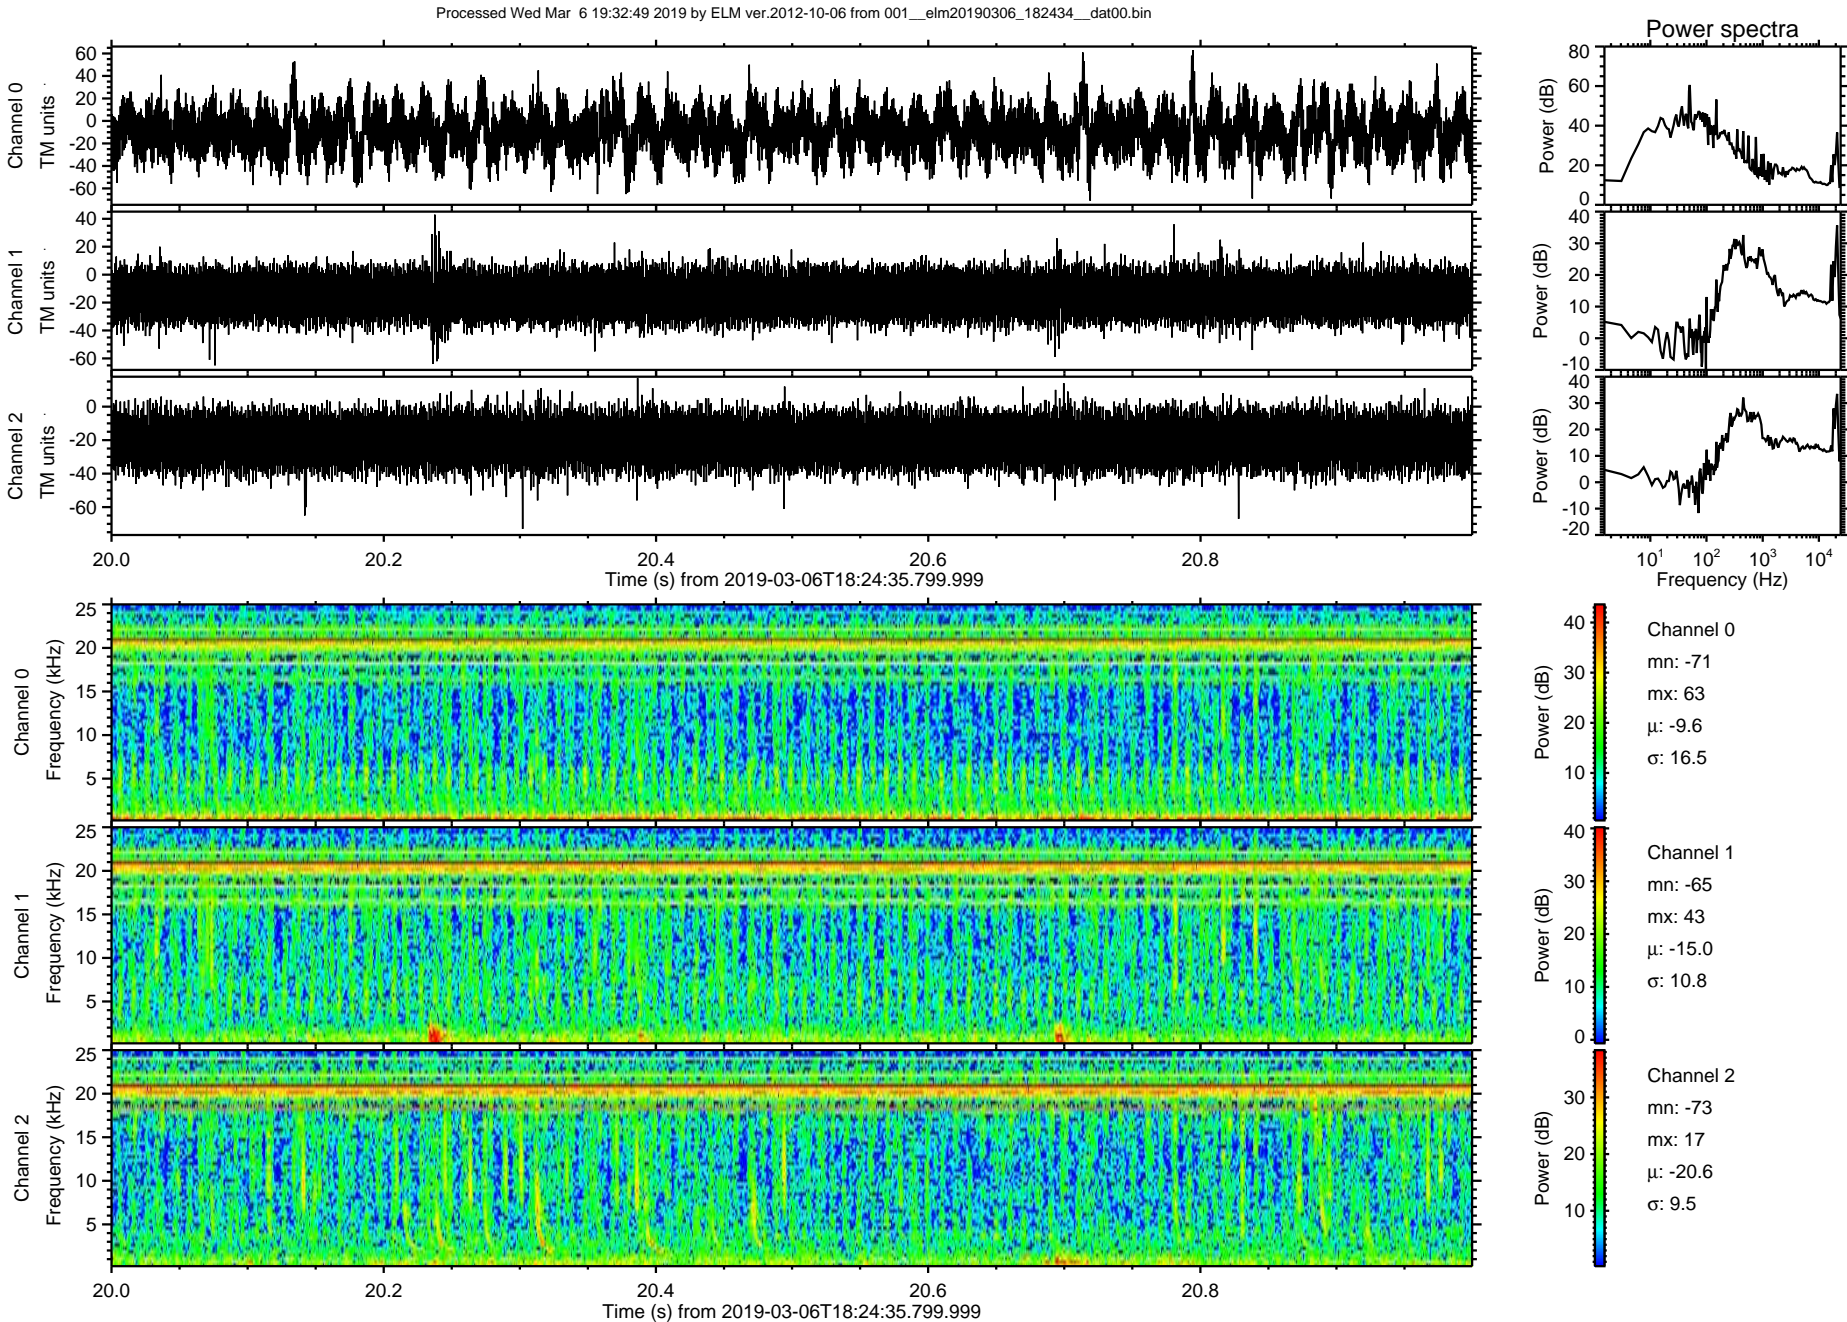 Processed Wed Mar  6 19:32:49 2019 by ELM ver.2012-10-06 from 001__elm20190306_182434__dat00.bin
Power spectra
Channel 0
TM units
60
40
20
0
-20
-40
-60
Power (dB)
80
60
40
20
0
Channel 1
TM units
40
20
0
-20
-40
-60
Power (dB)
40
30
20
10
0
-10
Channel 2
TM units
0
-20
-40
-60
Power (dB)
40
30
20
10
0
-10
-20
20.0 20.2 20.4 20.6 20.8
Time (s) from 2019-03-06T18:24:35.799.999
10¹ 10² 10³ 10⁴
Frequency (Hz)
Channel 0
Frequency (kHz)
25
20
15
10
5
Power (dB)
40
30
20
10
Channel 0
mn: -71
mx: 63
µ: -9.6
σ: 16.5
Channel 1
Frequency (kHz)
25
20
15
10
5
Power (dB)
40
30
20
10
0
Channel 1
mn: -65
mx: 43
µ: -15.0
σ: 10.8
Channel 2
Frequency (kHz)
25
20
15
10
5
Power (dB)
30
20
10
Channel 2
mn: -73
mx: 17
µ: -20.6
σ: 9.5
20.0 20.2 20.4 20.6 20.8
Time (s) from 2019-03-06T18:24:35.799.999